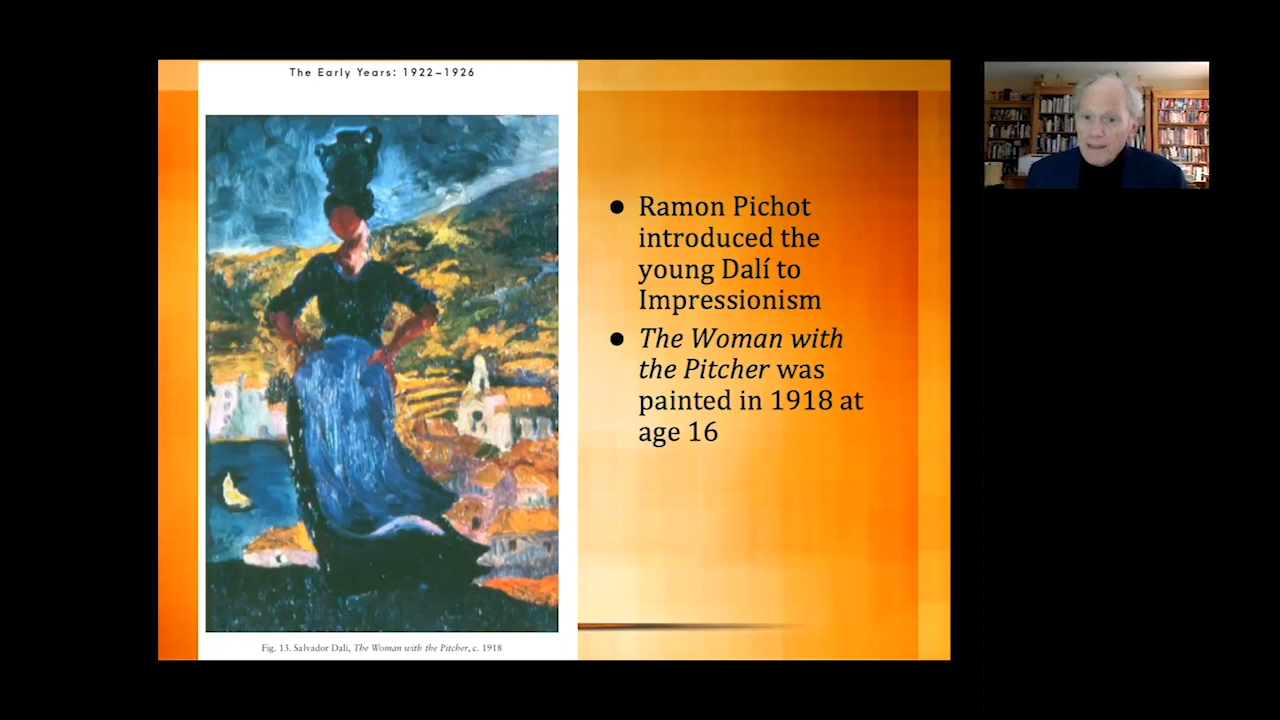 The Early Years: 1922–1926
Fig. 13. Salvador Dalí, The Woman with the Pitcher, c. 1918
● Ramon Pichot
introduced the
young Dalí to
Impressionism
● The Woman with
the Pitcher was
painted in 1918 at
age 16